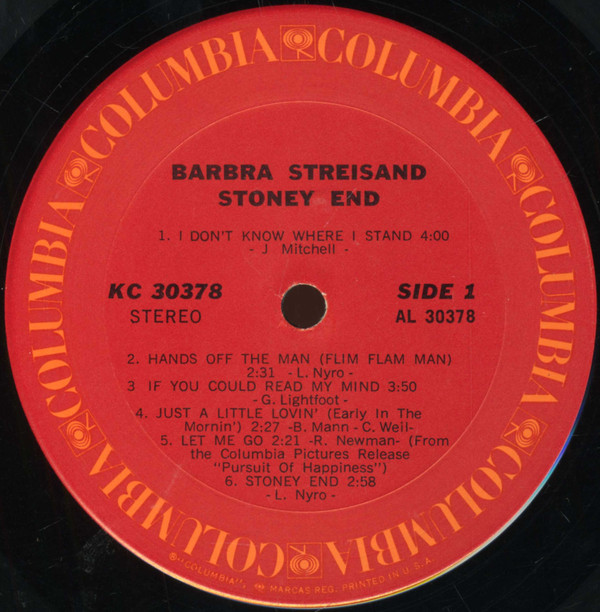 COLUMBIA COLUMBIA COLUMBIA COLUMBIA COLUMBIA COLUMBIA
BARBRA STREISAND
STONEY END
1. I DON'T KNOW WHERE I STAND 4:00
- J Mitchell -
KC 30378 SIDE 1
STEREO AL 30378
2. HANDS OFF THE MAN (FLIM FLAM MAN)
2:31 -L. Nyro -
3 IF YOU COULD READ MY MIND 3:50
-G. Lightfoot -
4. JUST A LITTLE LOVIN' (Early In The
Mornin') 2:27 -B. Mann - C. Weil-
5. LET ME GO 2:21 -R. Newman- (From
the Columbia Pictures Release
"Pursuit Of Happiness")
6. STONEY END 2:58
- L. Nyro -
"COLUMBIA", MARCAS REG. PRINTED IN U.S.A.